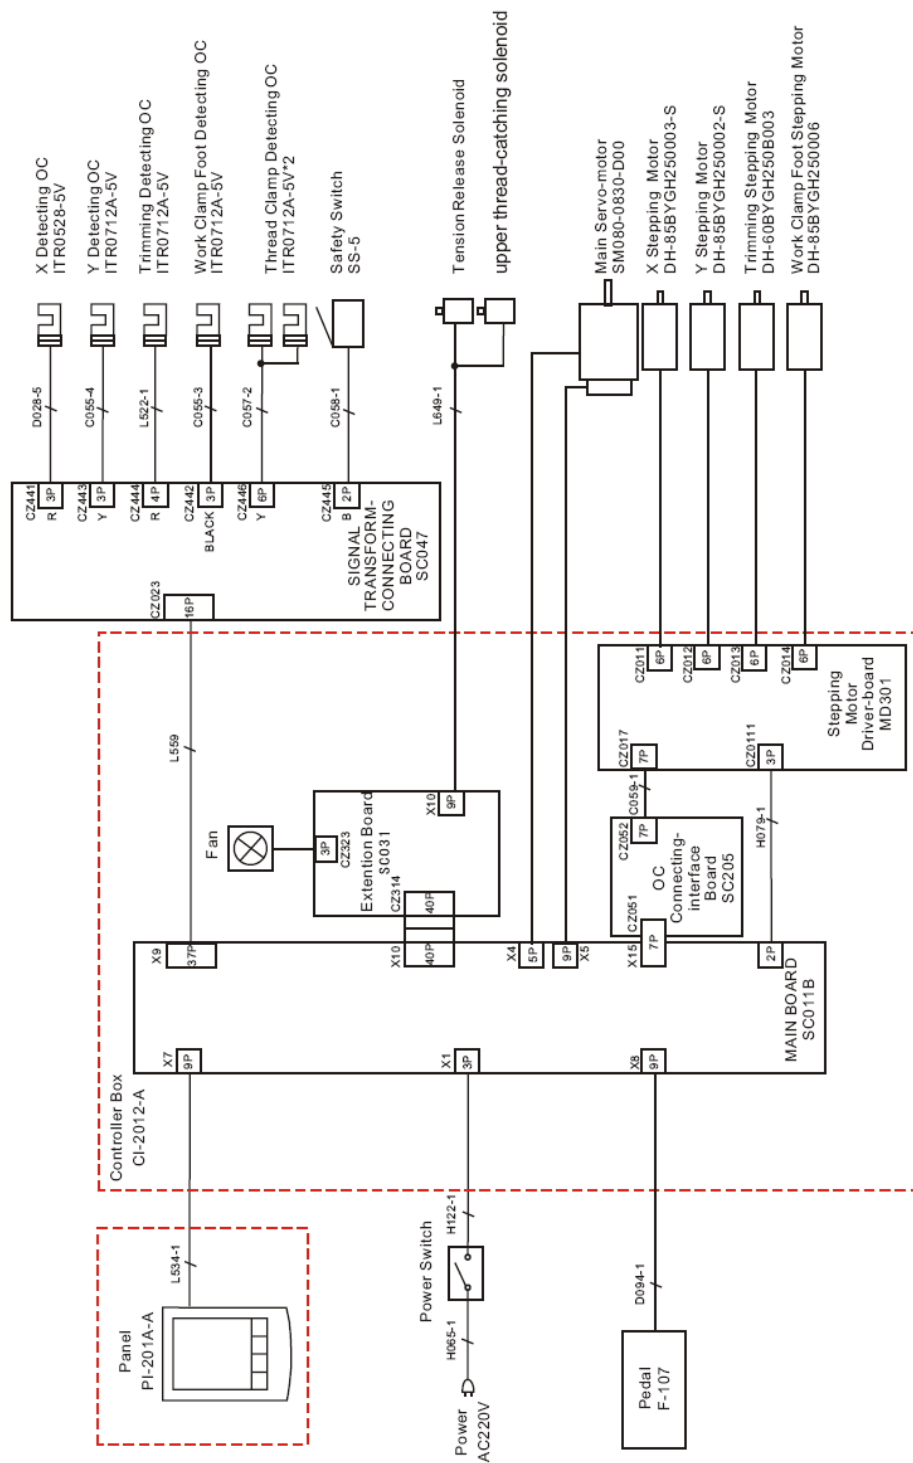 X Detecting OC
ITR0528-5V
Y Detecting OC
ITR0712A-5V
Trimming Detecting OC
ITR0712A-5V
Work Clamp Foot Detecting OC
ITR0712A-5V
Thread Clamp Detecting OC
ITR0712A-5V*2
Safety Switch
SS-5
Tension Release Solenoid
upper thread-catching solenoid
Main Servo-motor
SM080-0830-D00
X Stepping Motor
DH-85BYGH250003-S
Y Stepping Motor
DH-85BYGH250002-S
Trimming Stepping Motor
DH-60BYGH250B003
Work Clamp Foot Stepping Motor
DH-85BYGH250006
D028-5
C055-4
L522-1
C055-3
C057-2
C058-1
L649-1
CZ441
3P
R
CZ443
3P
Y
CZ444
4P
R
CZ442
3P
BLACK
CZ446
6P
Y
CZ445
2P
B
SIGNAL
TRANSFORM-
CONNECTING
BOARD
SC047
CZ023
16P
L559
CZ011
6P
CZ012
6P
CZ013
6P
CZ014
6P
Stepping
Motor
Driver-board
MD301
CZ017
7P
CZ0111
3P
C059-1
H079-1
Fan
3P
CZ323
X10
9P
Extention Board
SC031
CZ314
40P
CZ052
7P
OC
Connecting-
interface
Board
SC205
CZ051
X9
37P
X10
40P
X4
5P
9P
X5
X15
7P
2P
MAIN BOARD
SC011B
X7
9P
X1
3P
X8
9P
Controller Box
CI-2012-A
L534-1
H122-1
Power Switch
H065-1
D094-1
Panel
PI-201A-A
Power
AC220V
Pedal
F-107